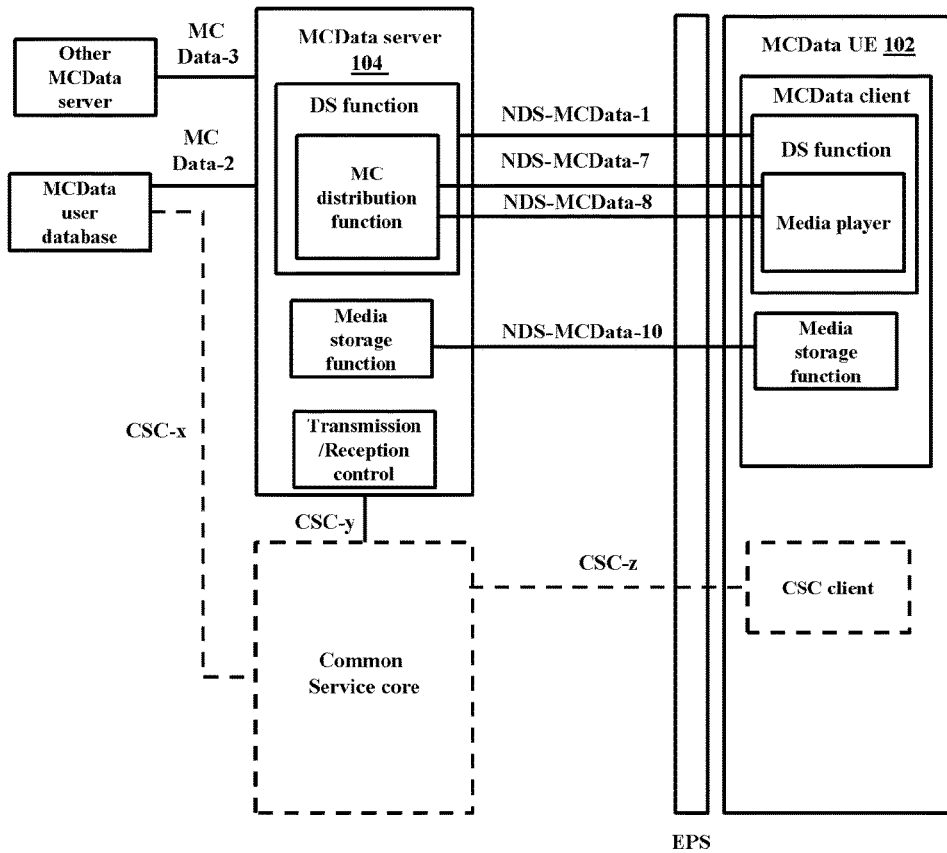 MC
Data-3
Other
MCData
server
MC
Data-2
MCData
user
database
MCData server
104
DS function
MC
distribution
function
Media
storage
function
Transmission
/Reception
control
NDS-MCData-1
NDS-MCData-7
NDS-MCData-8
NDS-MCData-10
MCData UE 102
MCData client
DS function
Media player
Media
storage
function
CSC-x
CSC-y
CSC-z
CSC client
Common
Service core
EPS